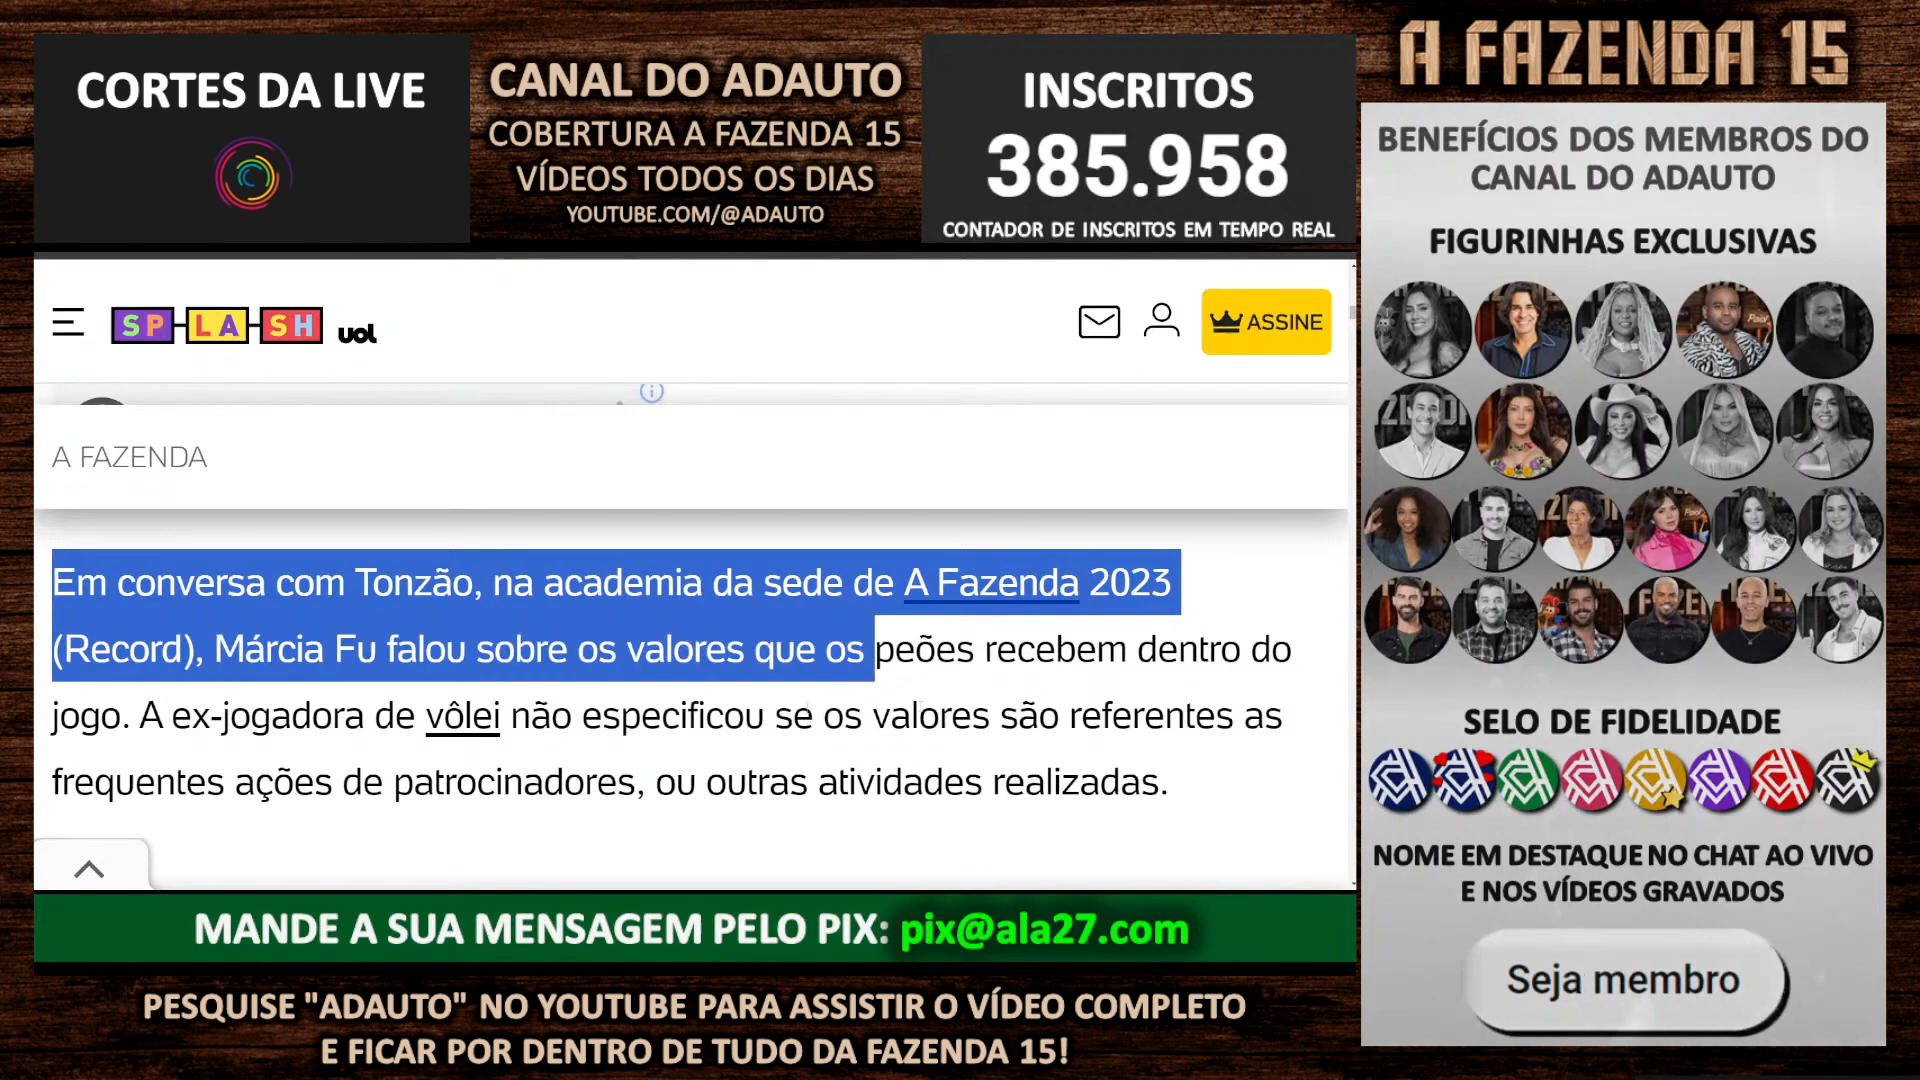 CORTES DA LIVE
CANAL DO ADAUTO
COBERTURA A FAZENDA 15
VÍDEOS TODOS OS DIAS
YOUTUBE.COM/@ADAUTO
INSCRITOS
385.958
CONTADOR DE INSCRITOS EM TEMPO REAL
A FAZENDA 15
BENEFÍCIOS DOS MEMBROS DO
CANAL DO ADAUTO
FIGURINHAS EXCLUSIVAS
SPLASH uol
ASSINE
A FAZENDA
Em conversa com Tonzão, na academia da sede de A Fazenda 2023
(Record), Márcia Fu falou sobre os valores que os peões recebem dentro do
jogo. A ex-jogadora de vôlei não especificou se os valores são referentes as
frequentes ações de patrocinadores, ou outras atividades realizadas.
SELO DE FIDELIDADE
NOME EM DESTAQUE NO CHAT AO VIVO
E NOS VÍDEOS GRAVADOS
Seja membro
MANDE A SUA MENSAGEM PELO PIX: pix@ala27.com
PESQUISE "ADAUTO" NO YOUTUBE PARA ASSISTIR O VÍDEO COMPLETO
E FICAR POR DENTRO DE TUDO DA FAZENDA 15!